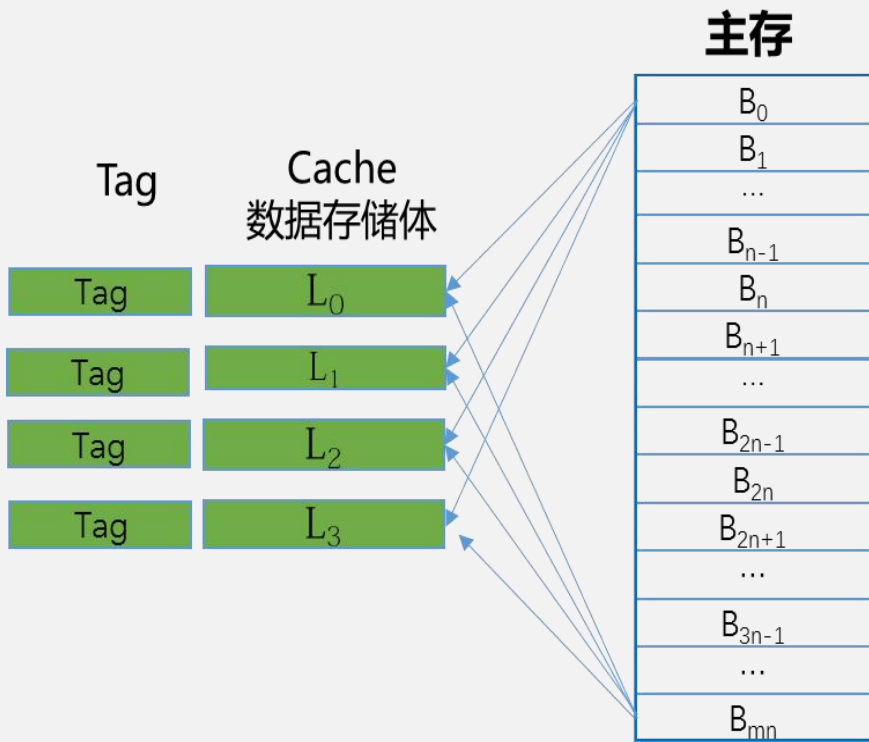 主存
Tag
Cache
数据存储体
Tag
L₀
Tag
L₁
Tag
L₂
Tag
L₃
B₀
B₁
...
Bₙ₋₁
Bₙ
Bₙ₊₁
...
B₂ₙ₋₁
B₂ₙ
B₂ₙ₊₁
...
B₃ₙ₋₁
...
Bₘₙ